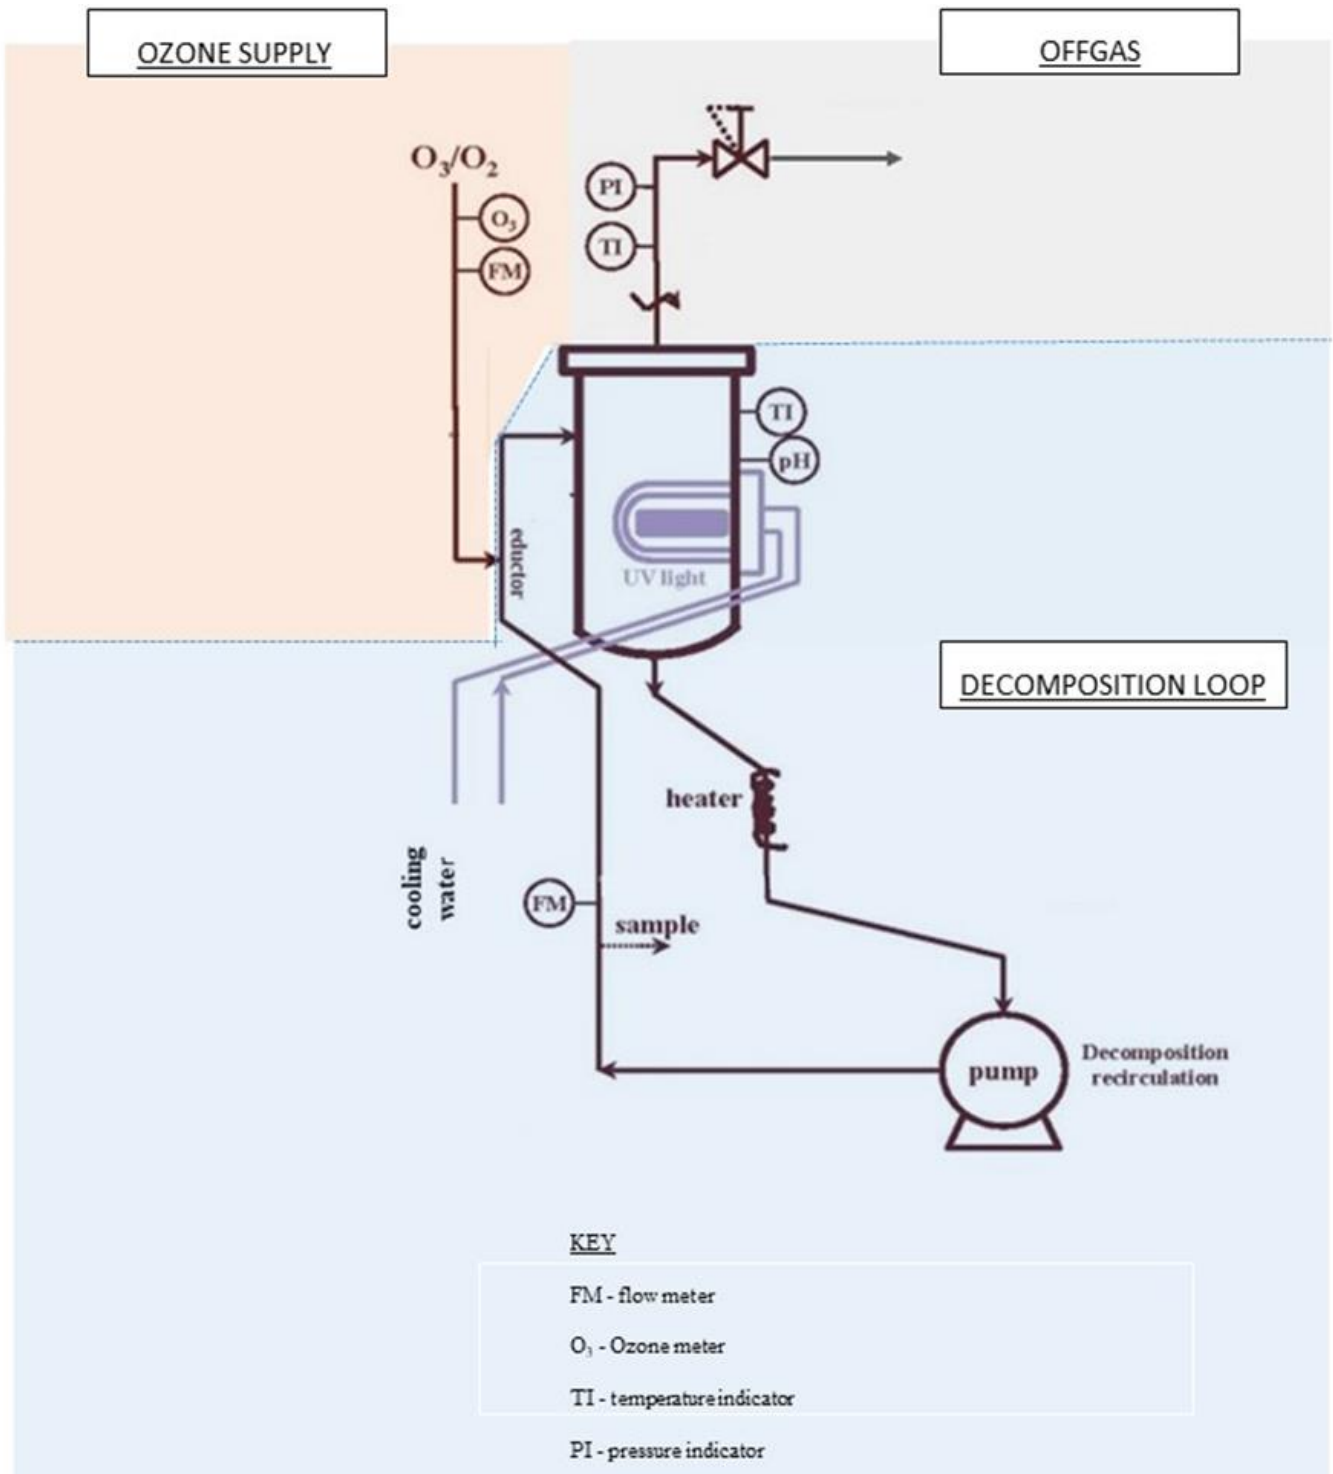 OZONE SUPPLY
OFFGAS
O₃/O₂
PI
O₃
TI
FM
TI
pH
eductor
UV light
DECOMPOSITION LOOP
heater
cooling
water
FM
sample
pump
Decomposition
recirculation
KEY
FM - flow meter
O₃ - Ozone meter
TI - temperature indicator
PI - pressure indicator